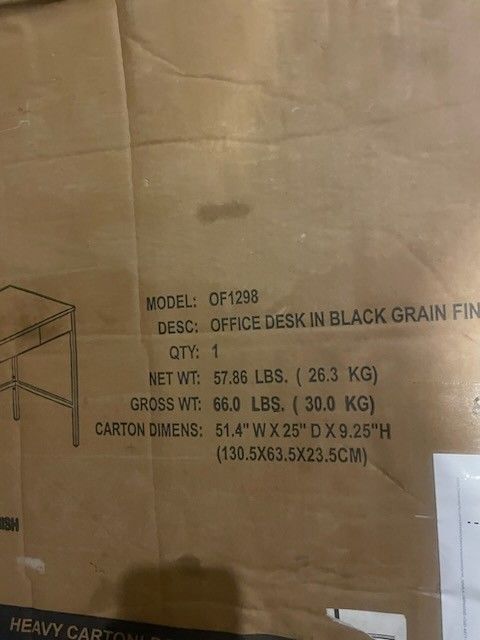 MODEL: OF1298
DESC: OFFICE DESK IN BLACK GRAIN FIN
QTY: 1
NET WT: 57.86 LBS. ( 26.3 KG)
GROSS WT: 66.0 LBS. ( 30.0 KG)
CARTON DIMENS: 51.4" W X 25" D X 9.25"H
(130.5X63.5X23.5CM)
ISH
HEAVY CARTON!